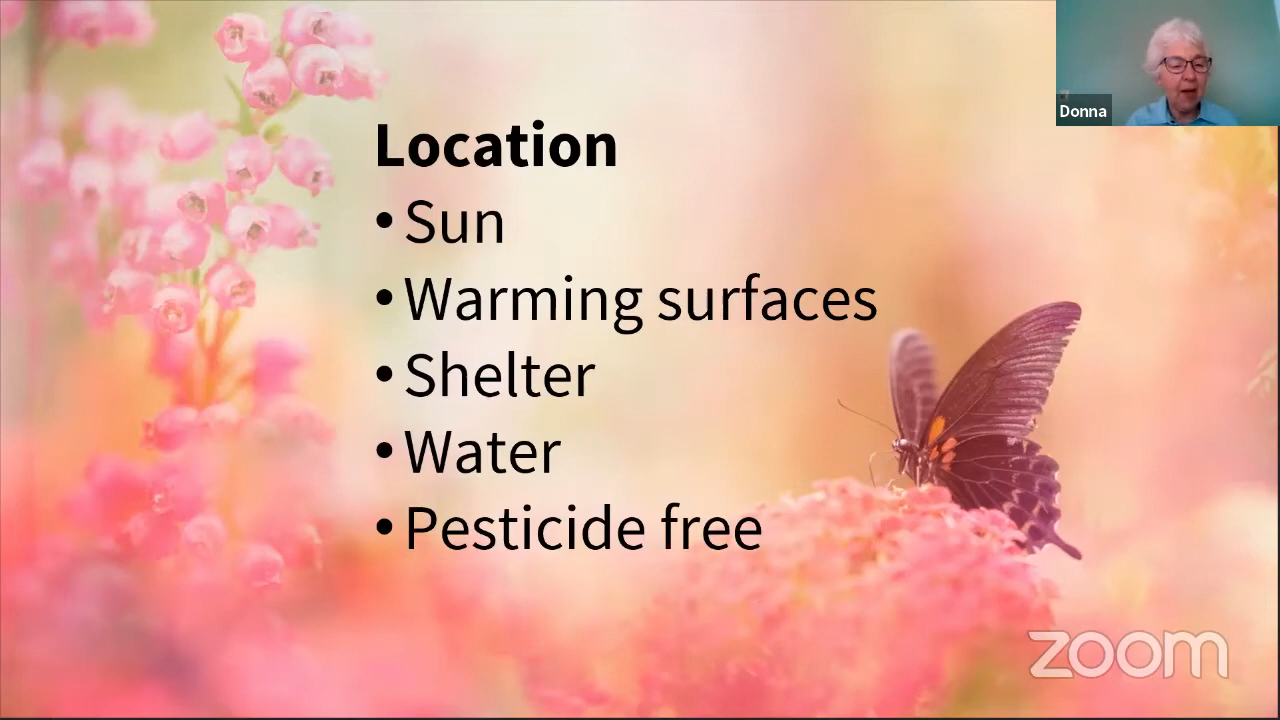 Donna
Location
• Sun
• Warming surfaces
• Shelter
• Water
• Pesticide free
zoom